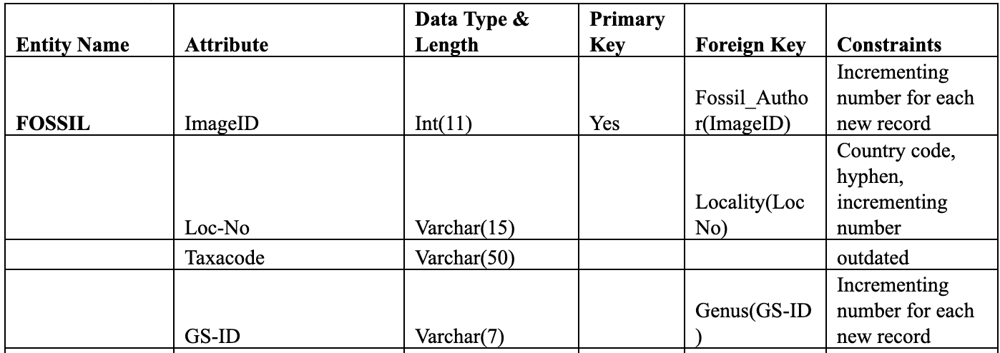 Entity Name Attribute Data Type & Length Primary Key Foreign Key Constraints
FOSSIL ImageID Int(11) Yes Fossil_Autho r(ImageID) Incrementing number for each new record
Loc-No Varchar(15) Locality(Loc No) Country code, hyphen, incrementing number
Taxacode Varchar(50) outdated
GS-ID Varchar(7) Genus(GS-ID ) Incrementing number for each new record